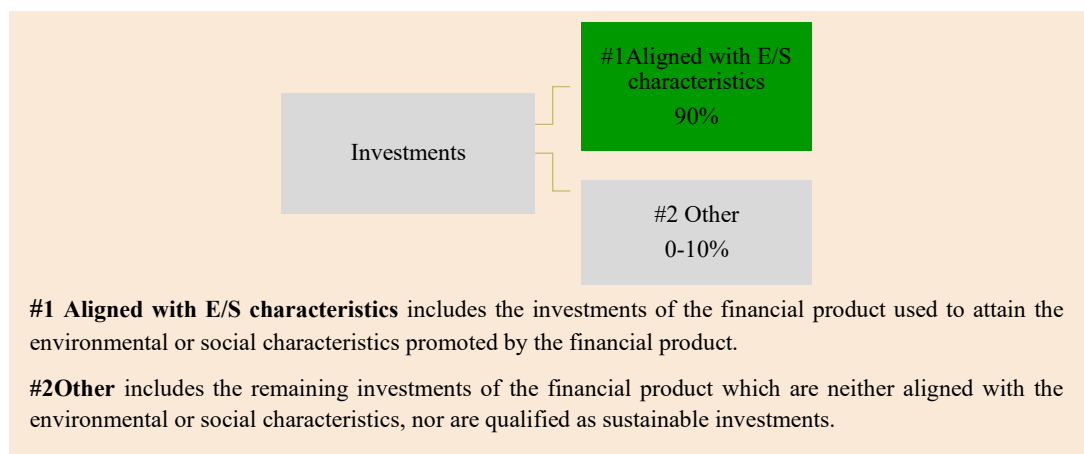 #1Aligned with E/S
characteristics
90%
Investments
#2 Other
0-10%
#1 Aligned with E/S characteristics includes the investments of the financial product used to attain the
environmental or social characteristics promoted by the financial product.
#2Other includes the remaining investments of the financial product which are neither aligned with the
environmental or social characteristics, nor are qualified as sustainable investments.